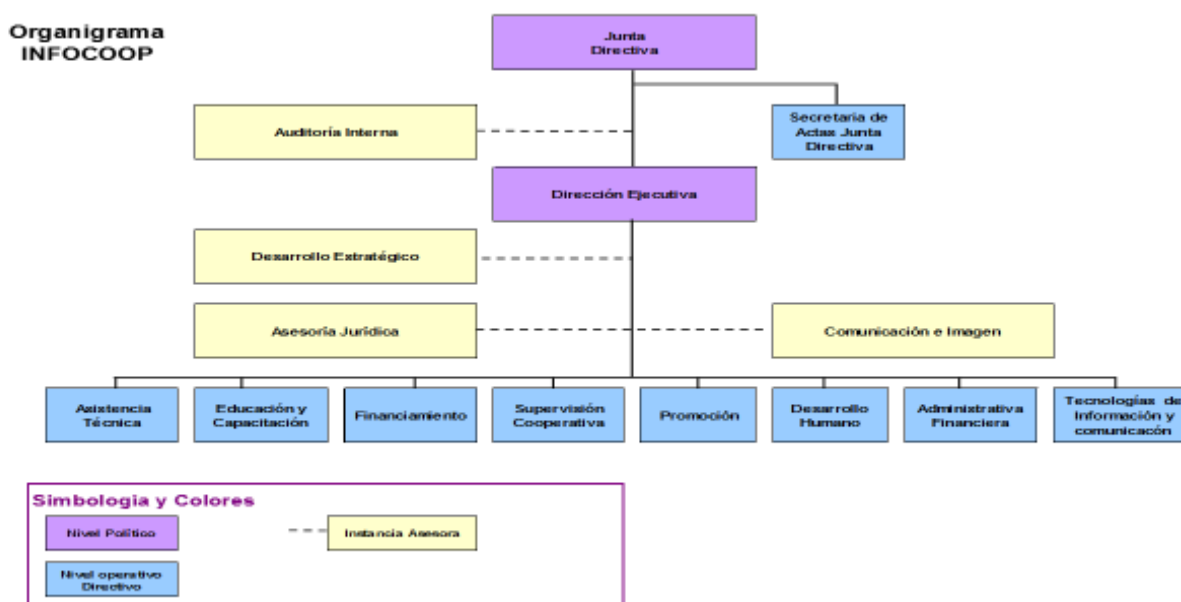 Organigrama
INFOCOOP
Junta
Directiva
Auditoría Interna
Secretaria de
Actas Junta
Directiva
Dirección Ejecutiva
Desarrollo Estratégico
Asesoría Jurídica
Comunicación e Imagen
Asistencia
Técnica
Educación y
Capacitación
Financiamiento
Supervisión
Cooperativa
Promoción
Desarrollo
Humano
Administrativa
Financiera
Tecnologías de
Información y
comunicacón
Simbologia y Colores
Nivel Político
Instancia Asesora
Nivel operativo
Directivo